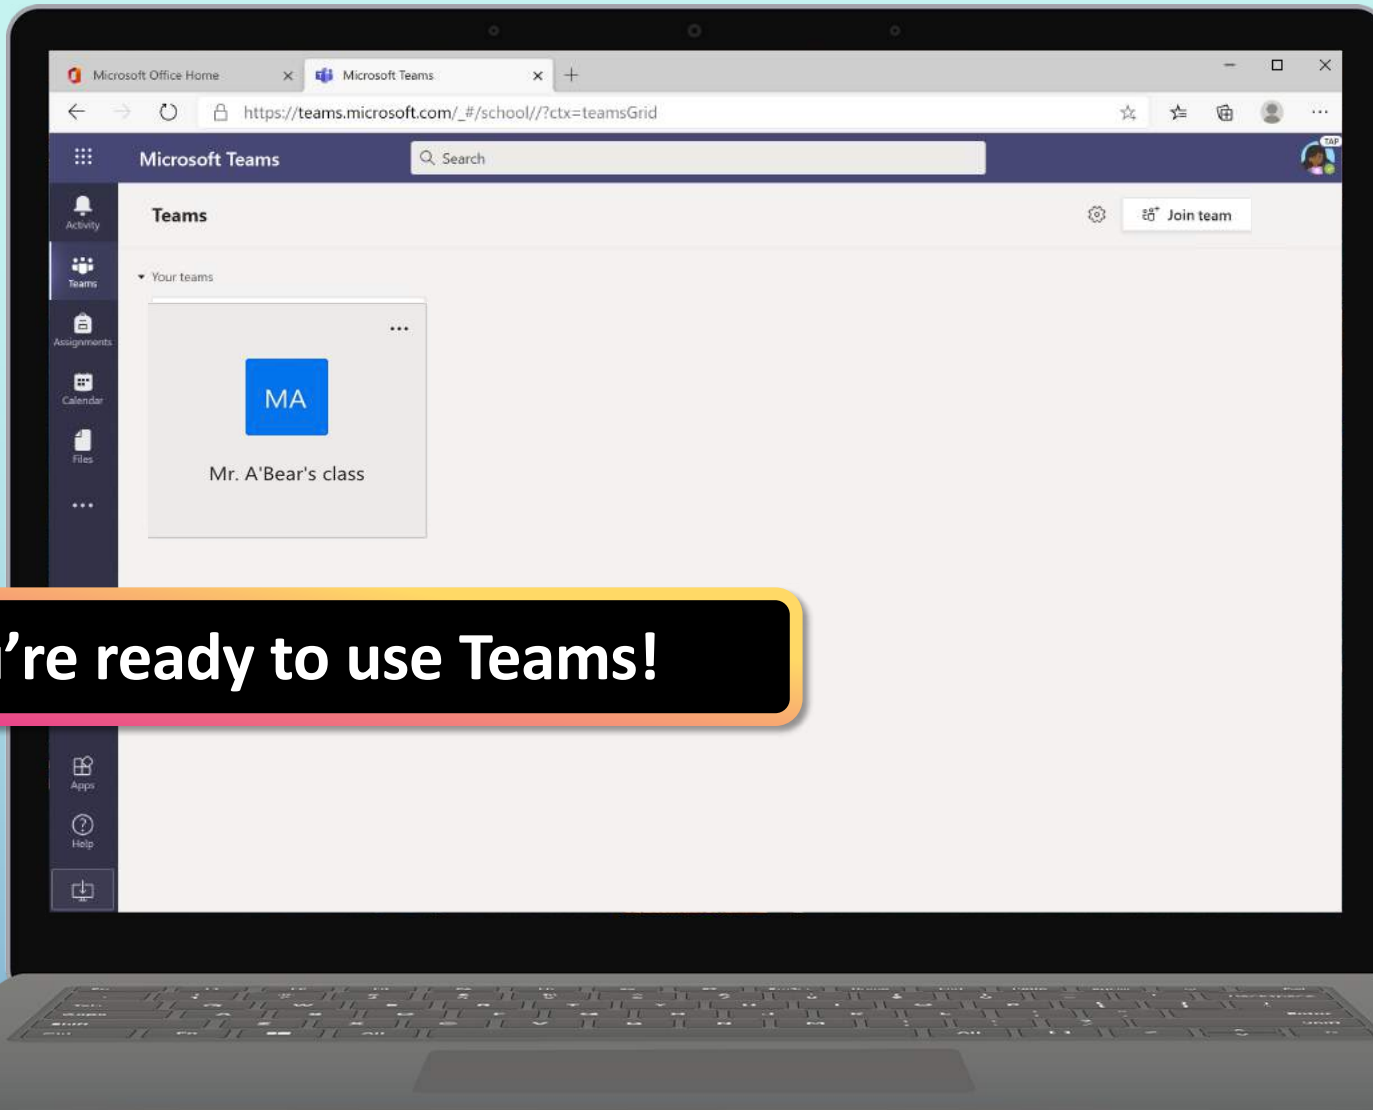 Microsoft Office Home
Microsoft Teams
https://teams.microsoft.com/_#/school//?ctx=teamsGrid
Microsoft Teams
Search
TAP
Activity
Teams
Join team
Teams
Your teams
Assignments
Calendar
MA
Files
Mr. A'Bear's class
're ready to use Teams!
Apps
Help